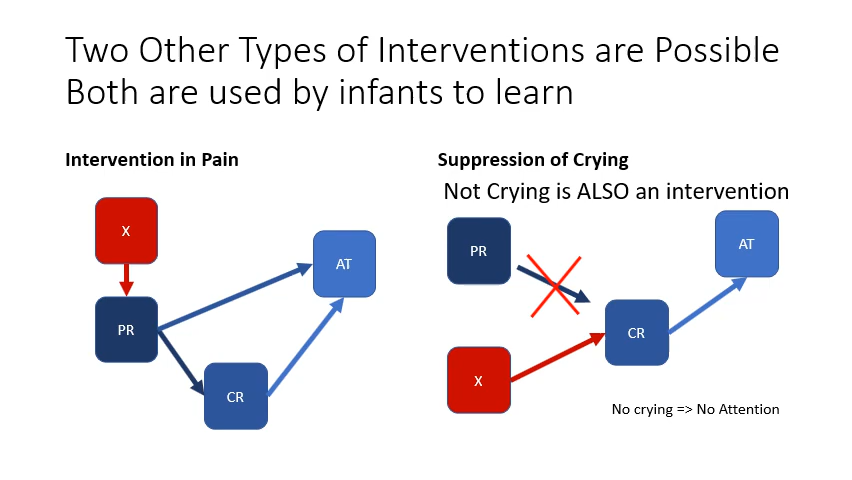 Two Other Types of Interventions are Possible
Both are used by infants to learn
Intervention in Pain
X
PR
AT
CR
Suppression of Crying
Not Crying is ALSO an intervention
PR
AT
CR
X
No crying => No Attention